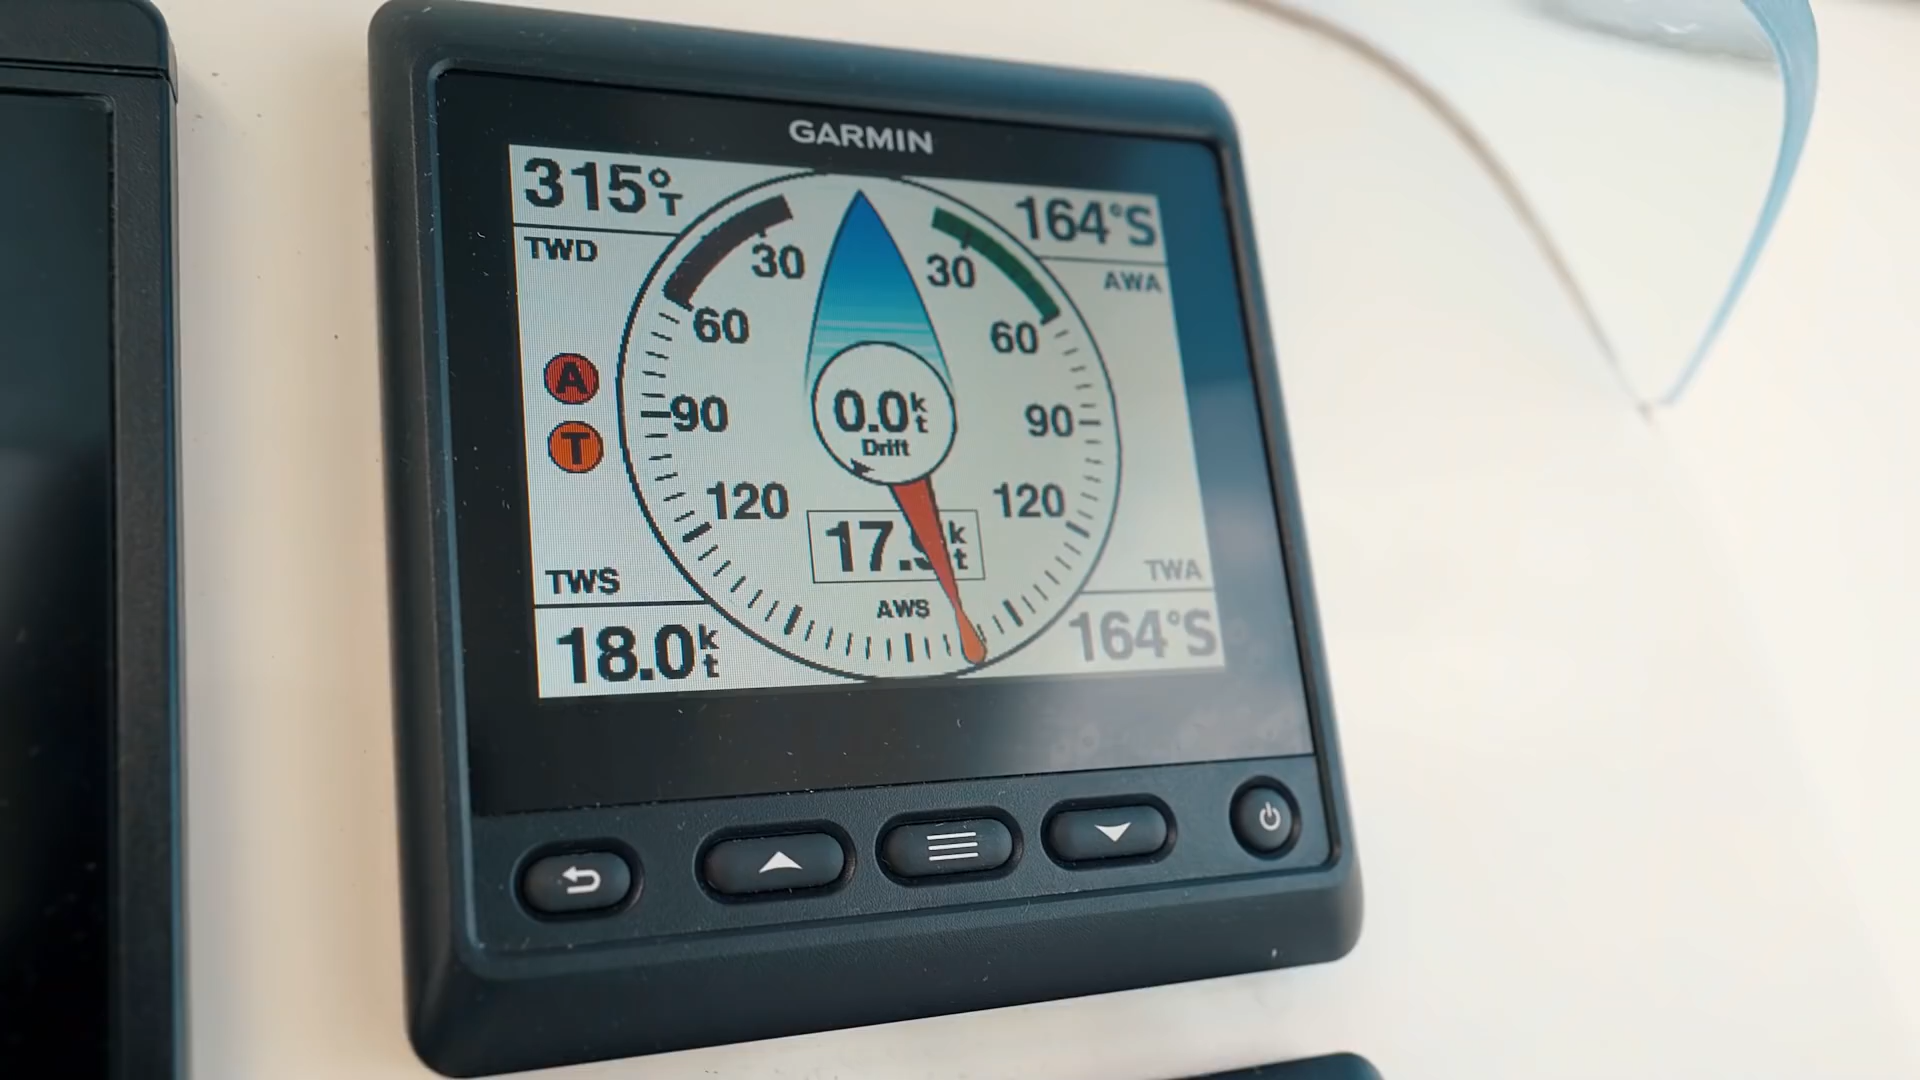 GARMIN
315°T
TWD
164°S
AWA
30
30
60
60
A
T
90
90
0.0kt
Drift
120
120
17.
kt
AWS
TWS
18.0kt
TWA
164°S